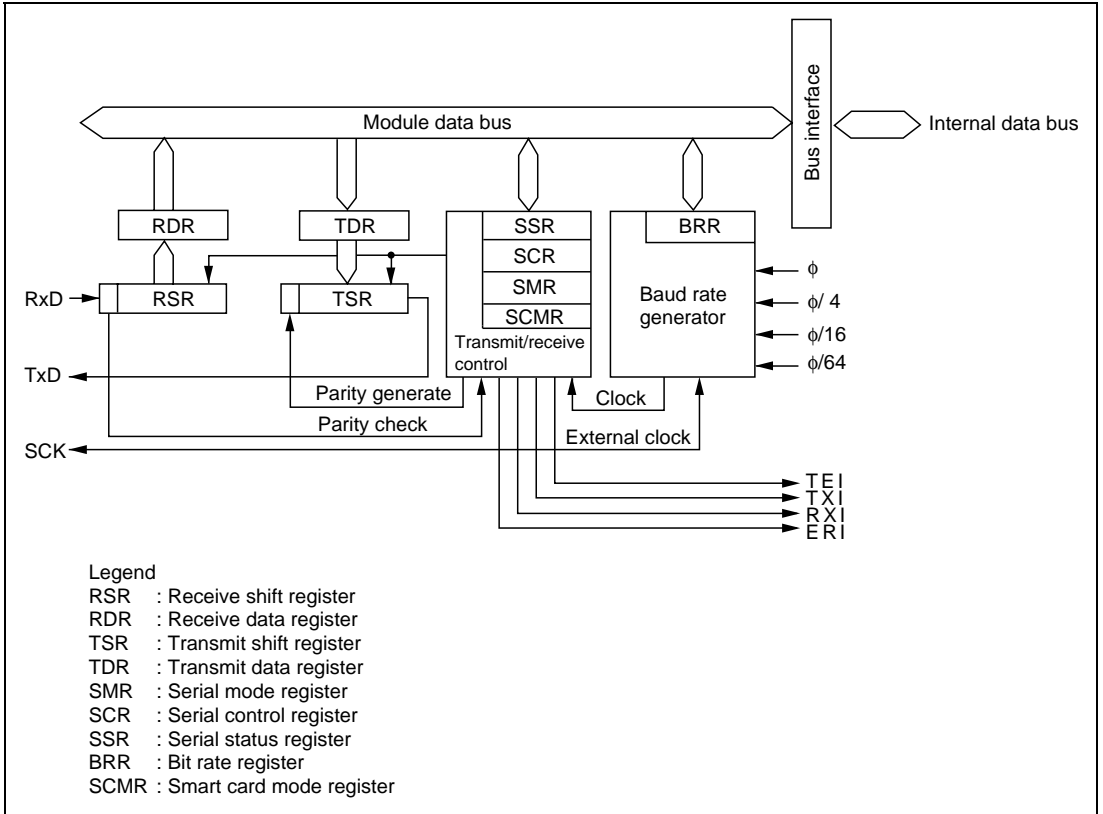 Module data bus
Bus interface
Internal data bus
RDR
TDR
SSR
BRR
SCR
SMR
SCMR
Transmit/receive
control
Baud rate
generator
ϕ
ϕ/ 4
ϕ/16
ϕ/64
RxD
RSR
TSR
TxD
Parity generate
Clock
Parity check
External clock
SCK
TEI
TXI
RXI
ERI
Legend
RSR : Receive shift register
RDR : Receive data register
TSR : Transmit shift register
TDR : Transmit data register
SMR : Serial mode register
SCR : Serial control register
SSR : Serial status register
BRR : Bit rate register
SCMR : Smart card mode register